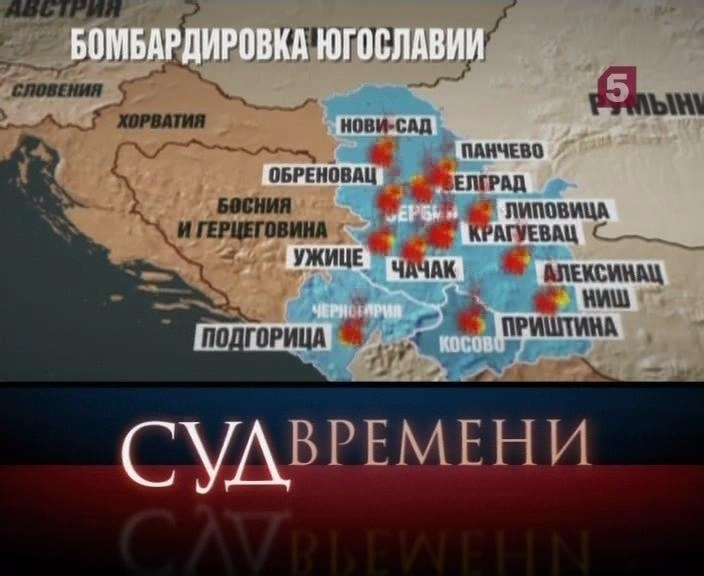 АВСТРИЯ
БОМБАРДИРОВКА ЮГОСЛАВИИ
5
СЛОВЕНИЯ
РУМЫНИ
ХОРВАТИЯ
НОВИ-САД
ПАНЧЕВО
ОБРЕНОВАЦ
БЕЛГРАД
БОСНИЯ
И ГЕРЦЕГОВИНА
СЕРБИЯ
ЛИПОВИЦА
КРАГУЕВАЦ
УЖИЦЕ
ЧАЧАК
АЛЕКСИНАЦ
НИШ
ЧЕРНОГОРИЯ
ПРИШТИНА
ПОДГОРИЦА
КОСОВО
СУД ВРЕМЕНИ